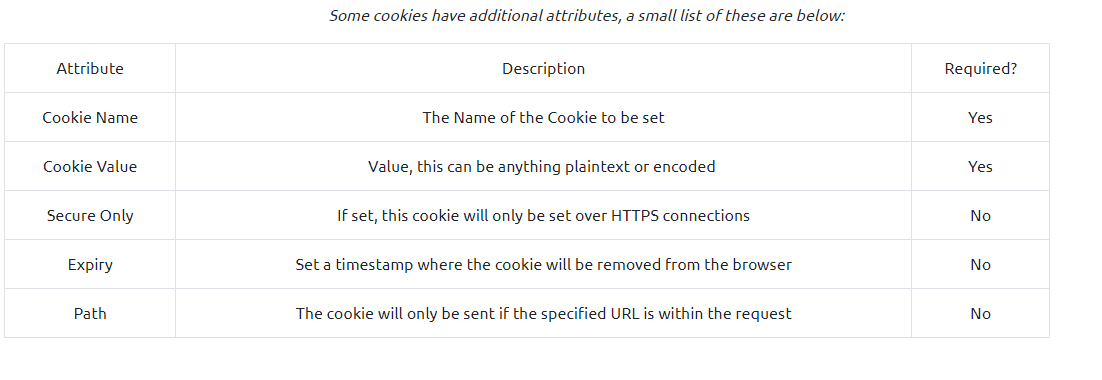 Some cookies have additional attributes, a small list of these are below:
Attribute Description Required?
Cookie Name The Name of the Cookie to be set Yes
Cookie Value Value, this can be anything plaintext or encoded Yes
Secure Only If set, this cookie will only be set over HTTPS connections No
Expiry Set a timestamp where the cookie will be removed from the browser No
Path The cookie will only be sent if the specified URL is within the request No